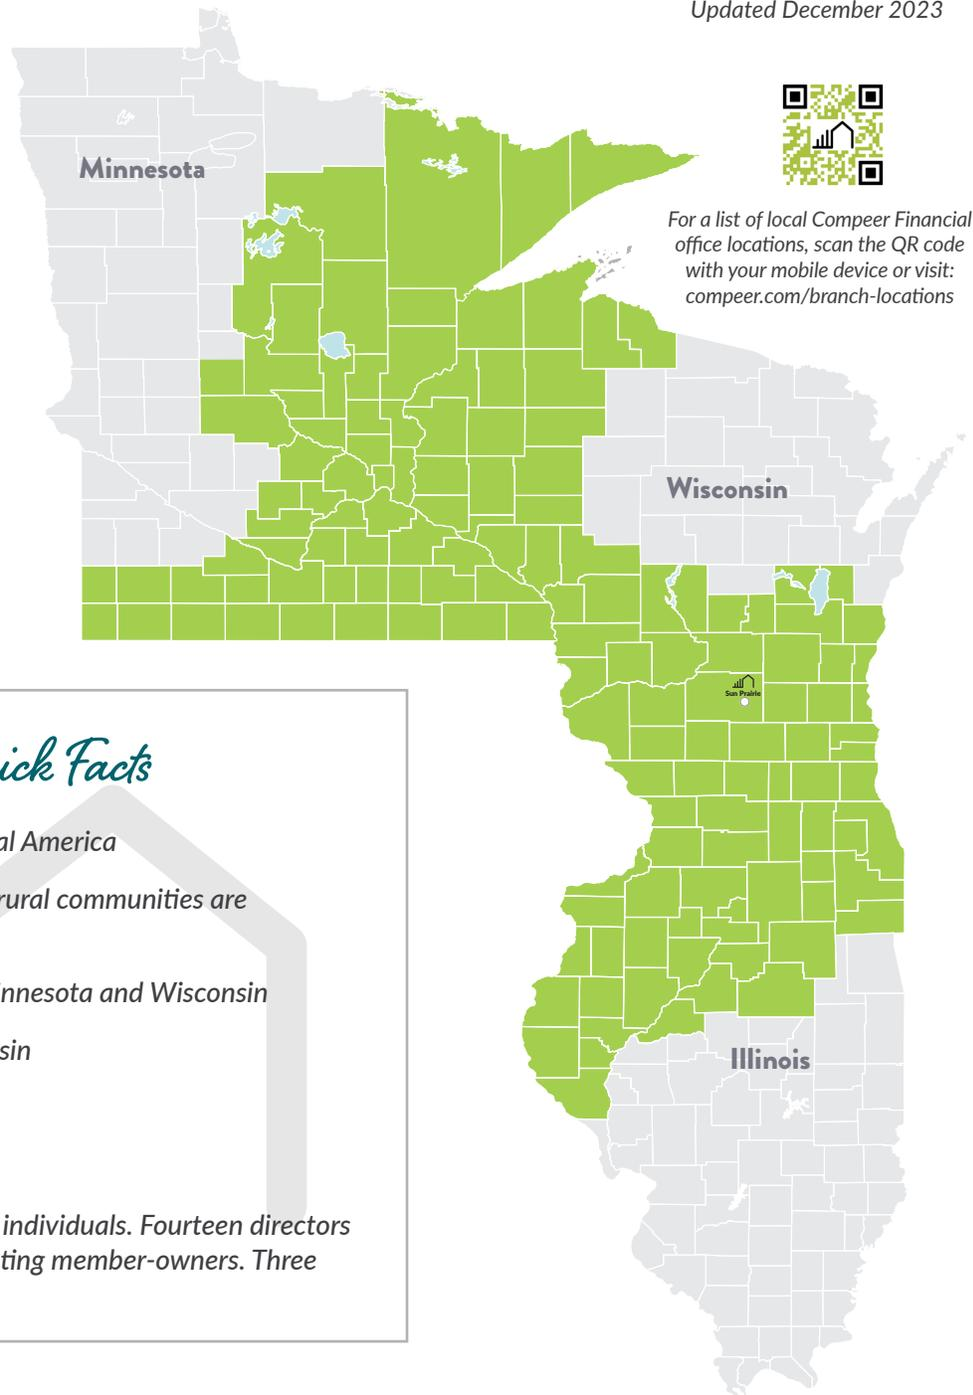 Updated December 2023
Minnesota
For a list of local Compeer Financial
office locations, scan the QR code
with your mobile device or visit:
compeer.com/branch-locations
Wisconsin
Sun Prairie
ick Facts
al America
rural communities are
nnesota and Wisconsin
sin
Illinois
individuals. Fourteen directors
ting member-owners. Three